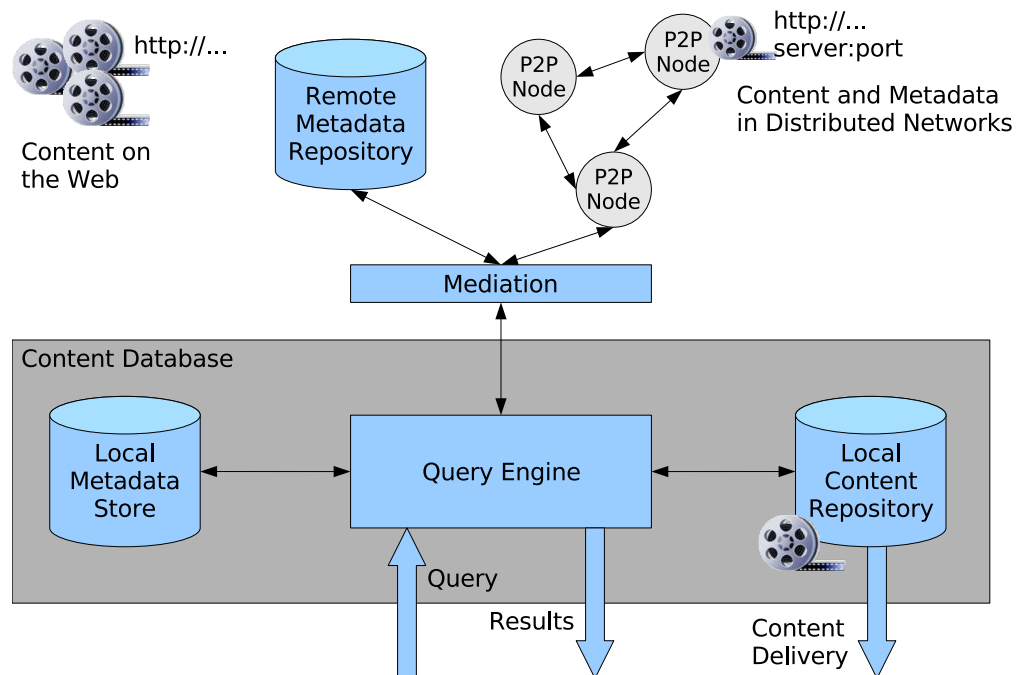 http://...
Content on
the Web
Remote
Metadata
Repository
P2P
Node
P2P
Node
P2P
Node
http://...
server:port
Content and Metadata
in Distributed Networks
Mediation
Content Database
Local
Metadata
Store
Query Engine
Local
Content
Repository
Query
Results
Content
Delivery